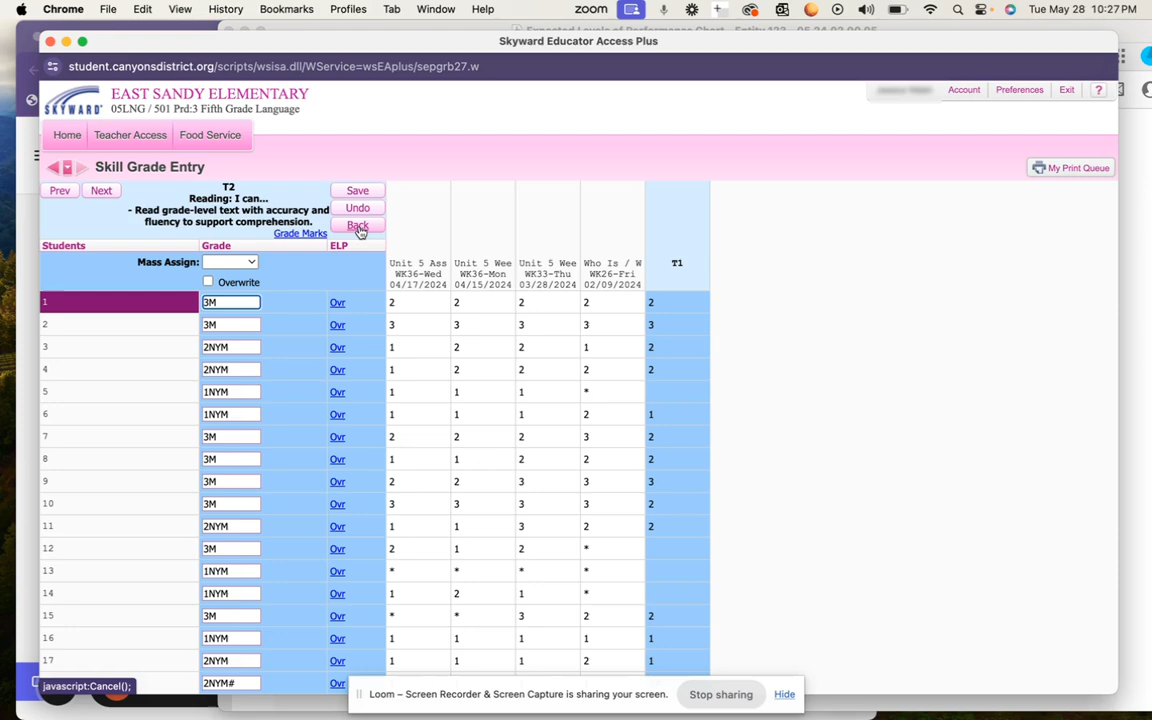 Chrome File Edit View History Bookmarks Profiles Tab Window Help zoom Tue May 28 10:27 PM
Skyward Educator Access Plus
student.canyonsdistrict.org/scripts/wsisa.dll/WService=wsEAplus/sepgrb27.w
SKYWARD
EAST SANDY ELEMENTARY
05LNG / 501 Prd:3 Fifth Grade Language
Account Preferences Exit ?
Home Teacher Access Food Service
Skill Grade Entry
My Print Queue
Prev Next
T2
Reading: I can...
- Read grade-level text with accuracy and
fluency to support comprehension.
Grade Marks
Save
Undo
Back
Students Grade ELP
Mass Assign:
Overwrite
Unit 5 Ass Unit 5 Wee Unit 5 Wee Who Is / W T1
WK36-Wed WK36-Mon WK33-Thu WK26-Fri
04/17/2024 04/15/2024 03/28/2024 02/09/2024
1 3M Ovr 2 2 2 2 2
2 3M Ovr 3 3 3 3 3
3 2NYM Ovr 1 2 2 1 2
4 2NYM Ovr 1 2 2 2 2
5 1NYM Ovr 1 1 1 *
6 1NYM Ovr 1 1 1 2 1
7 3M Ovr 2 2 2 3 2
8 3M Ovr 1 1 2 2 2
9 3M Ovr 2 2 3 3 3
10 3M Ovr 3 3 3 3 3
11 2NYM Ovr 1 1 3 2 2
12 3M Ovr 2 1 2 *
13 1NYM Ovr * * * *
14 1NYM Ovr 1 2 1 *
15 3M Ovr * * 3 2 2
16 1NYM Ovr 1 1 1 1 1
17 2NYM Ovr 1 1 1 2 1
2NYM# Ovr
javascript:Cancel();
Loom – Screen Recorder & Screen Capture is sharing your screen. Stop sharing Hide